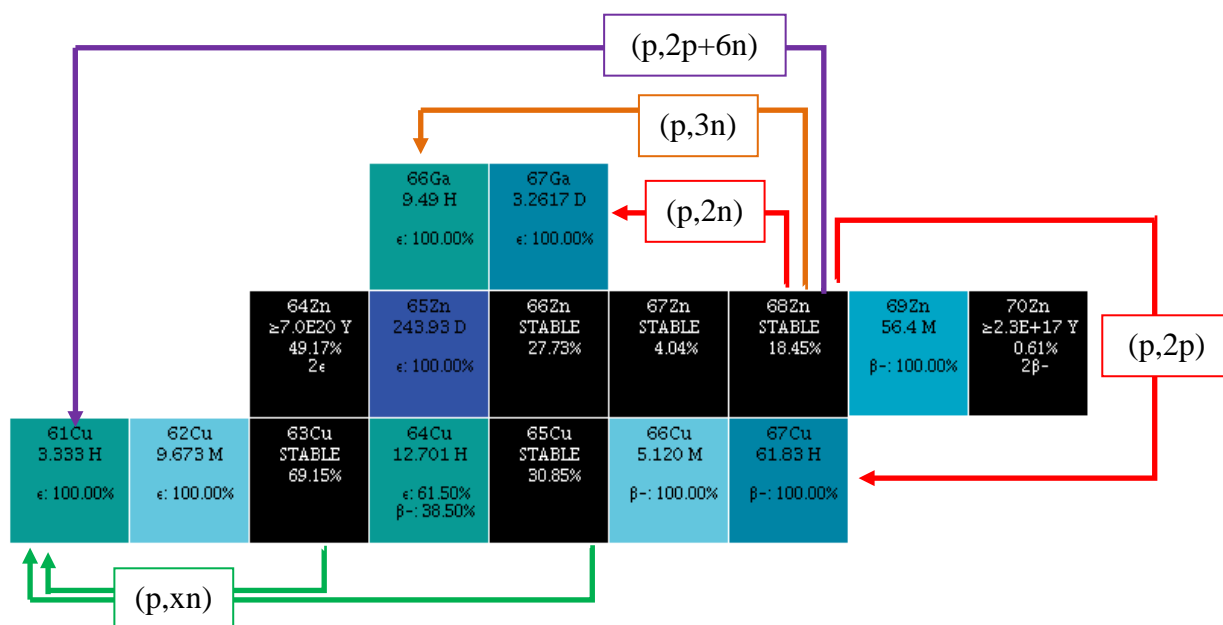 (p,2p+6n)
(p,3n)
66Ga
9.49 H
ϵ: 100.00%
67Ga
3.2617 D
ϵ: 100.00%
(p,2n)
64Zn
≥7.0E20 Y
49.17%
2ϵ
65Zn
243.93 D
ϵ: 100.00%
66Zn
STABLE
27.73%
67Zn
STABLE
4.04%
68Zn
STABLE
18.45%
69Zn
56.4 M
β-: 100.00%
70Zn
≥2.3E+17 Y
0.61%
2β-
(p,2p)
61Cu
3.333 H
ϵ: 100.00%
62Cu
9.673 M
ϵ: 100.00%
63Cu
STABLE
69.15%
64Cu
12.701 H
ϵ: 61.50%
β-: 38.50%
65Cu
STABLE
30.85%
66Cu
5.120 M
β-: 100.00%
67Cu
61.83 H
β-: 100.00%
(p,xn)